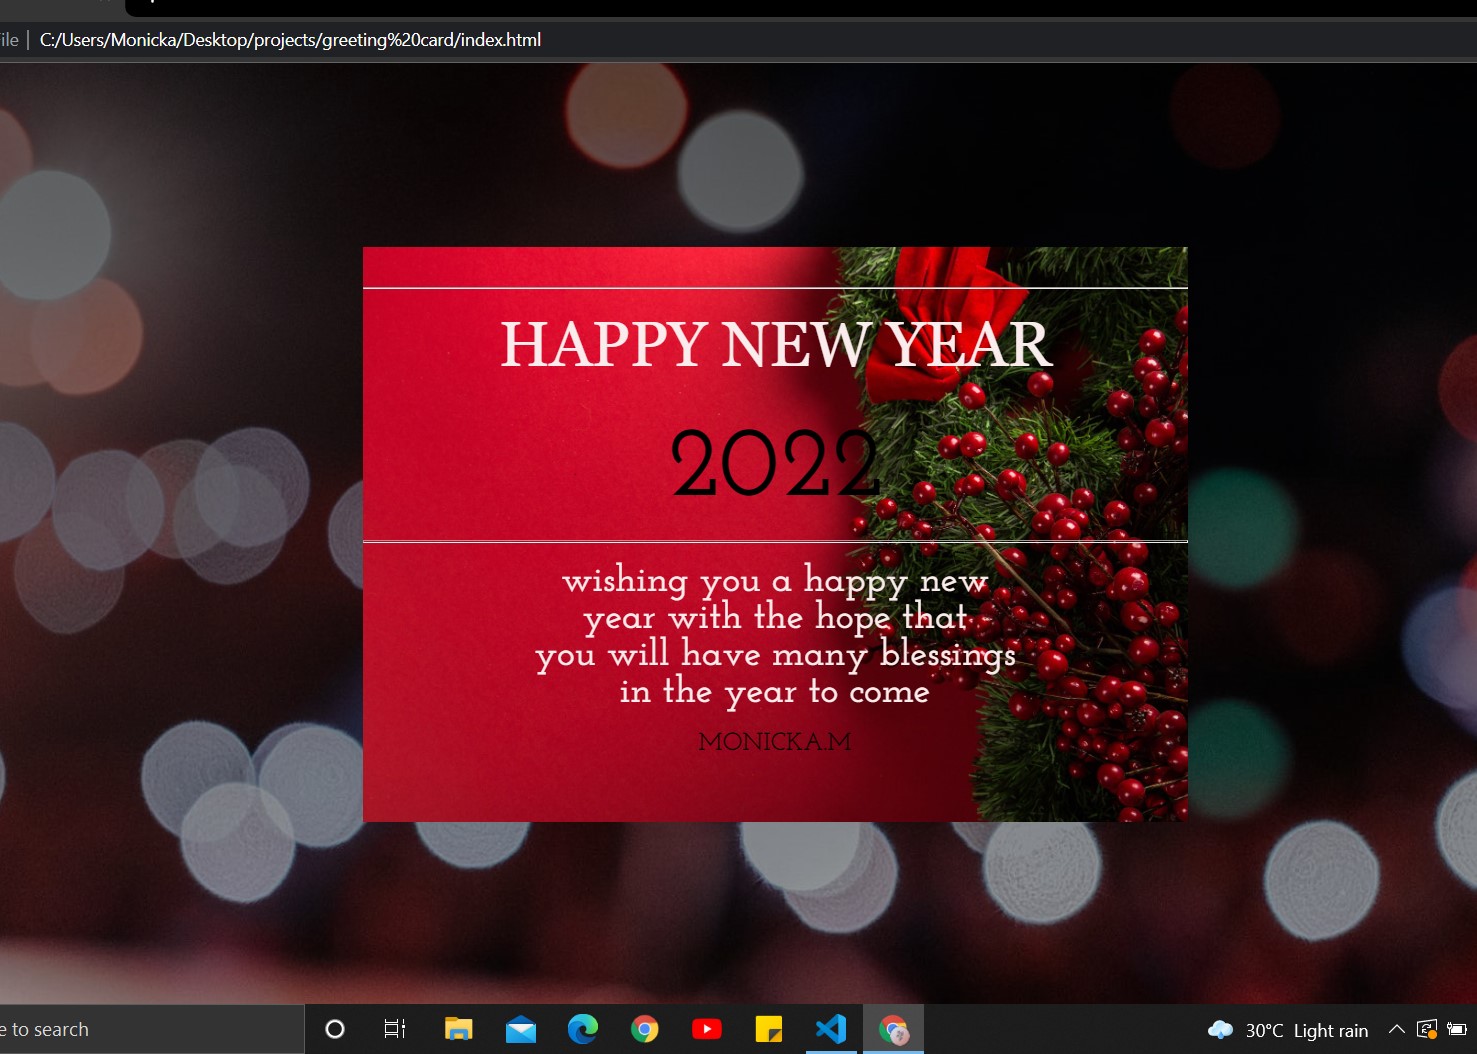 ile | C:/Users/Monicka/Desktop/projects/greeting%20card/index.html
HAPPY NEW YEAR
2022
wishing you a happy new
year with the hope that
you will have many blessings
in the year to come
MONICKA.M
e to search
30°C Light rain